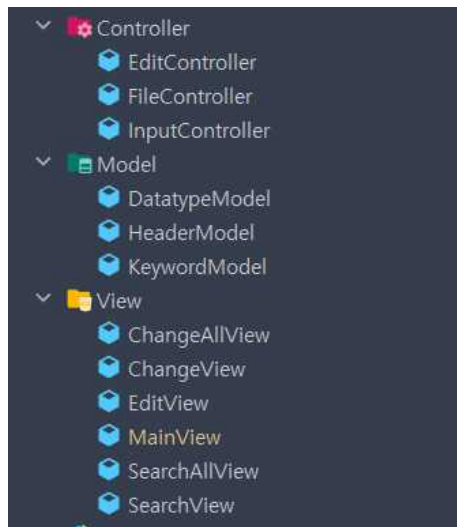 Controller
EditController
FileController
InputController
Model
DatatypeModel
HeaderModel
KeywordModel
View
ChangeAllView
ChangeView
EditView
MainView
SearchAllView
SearchView